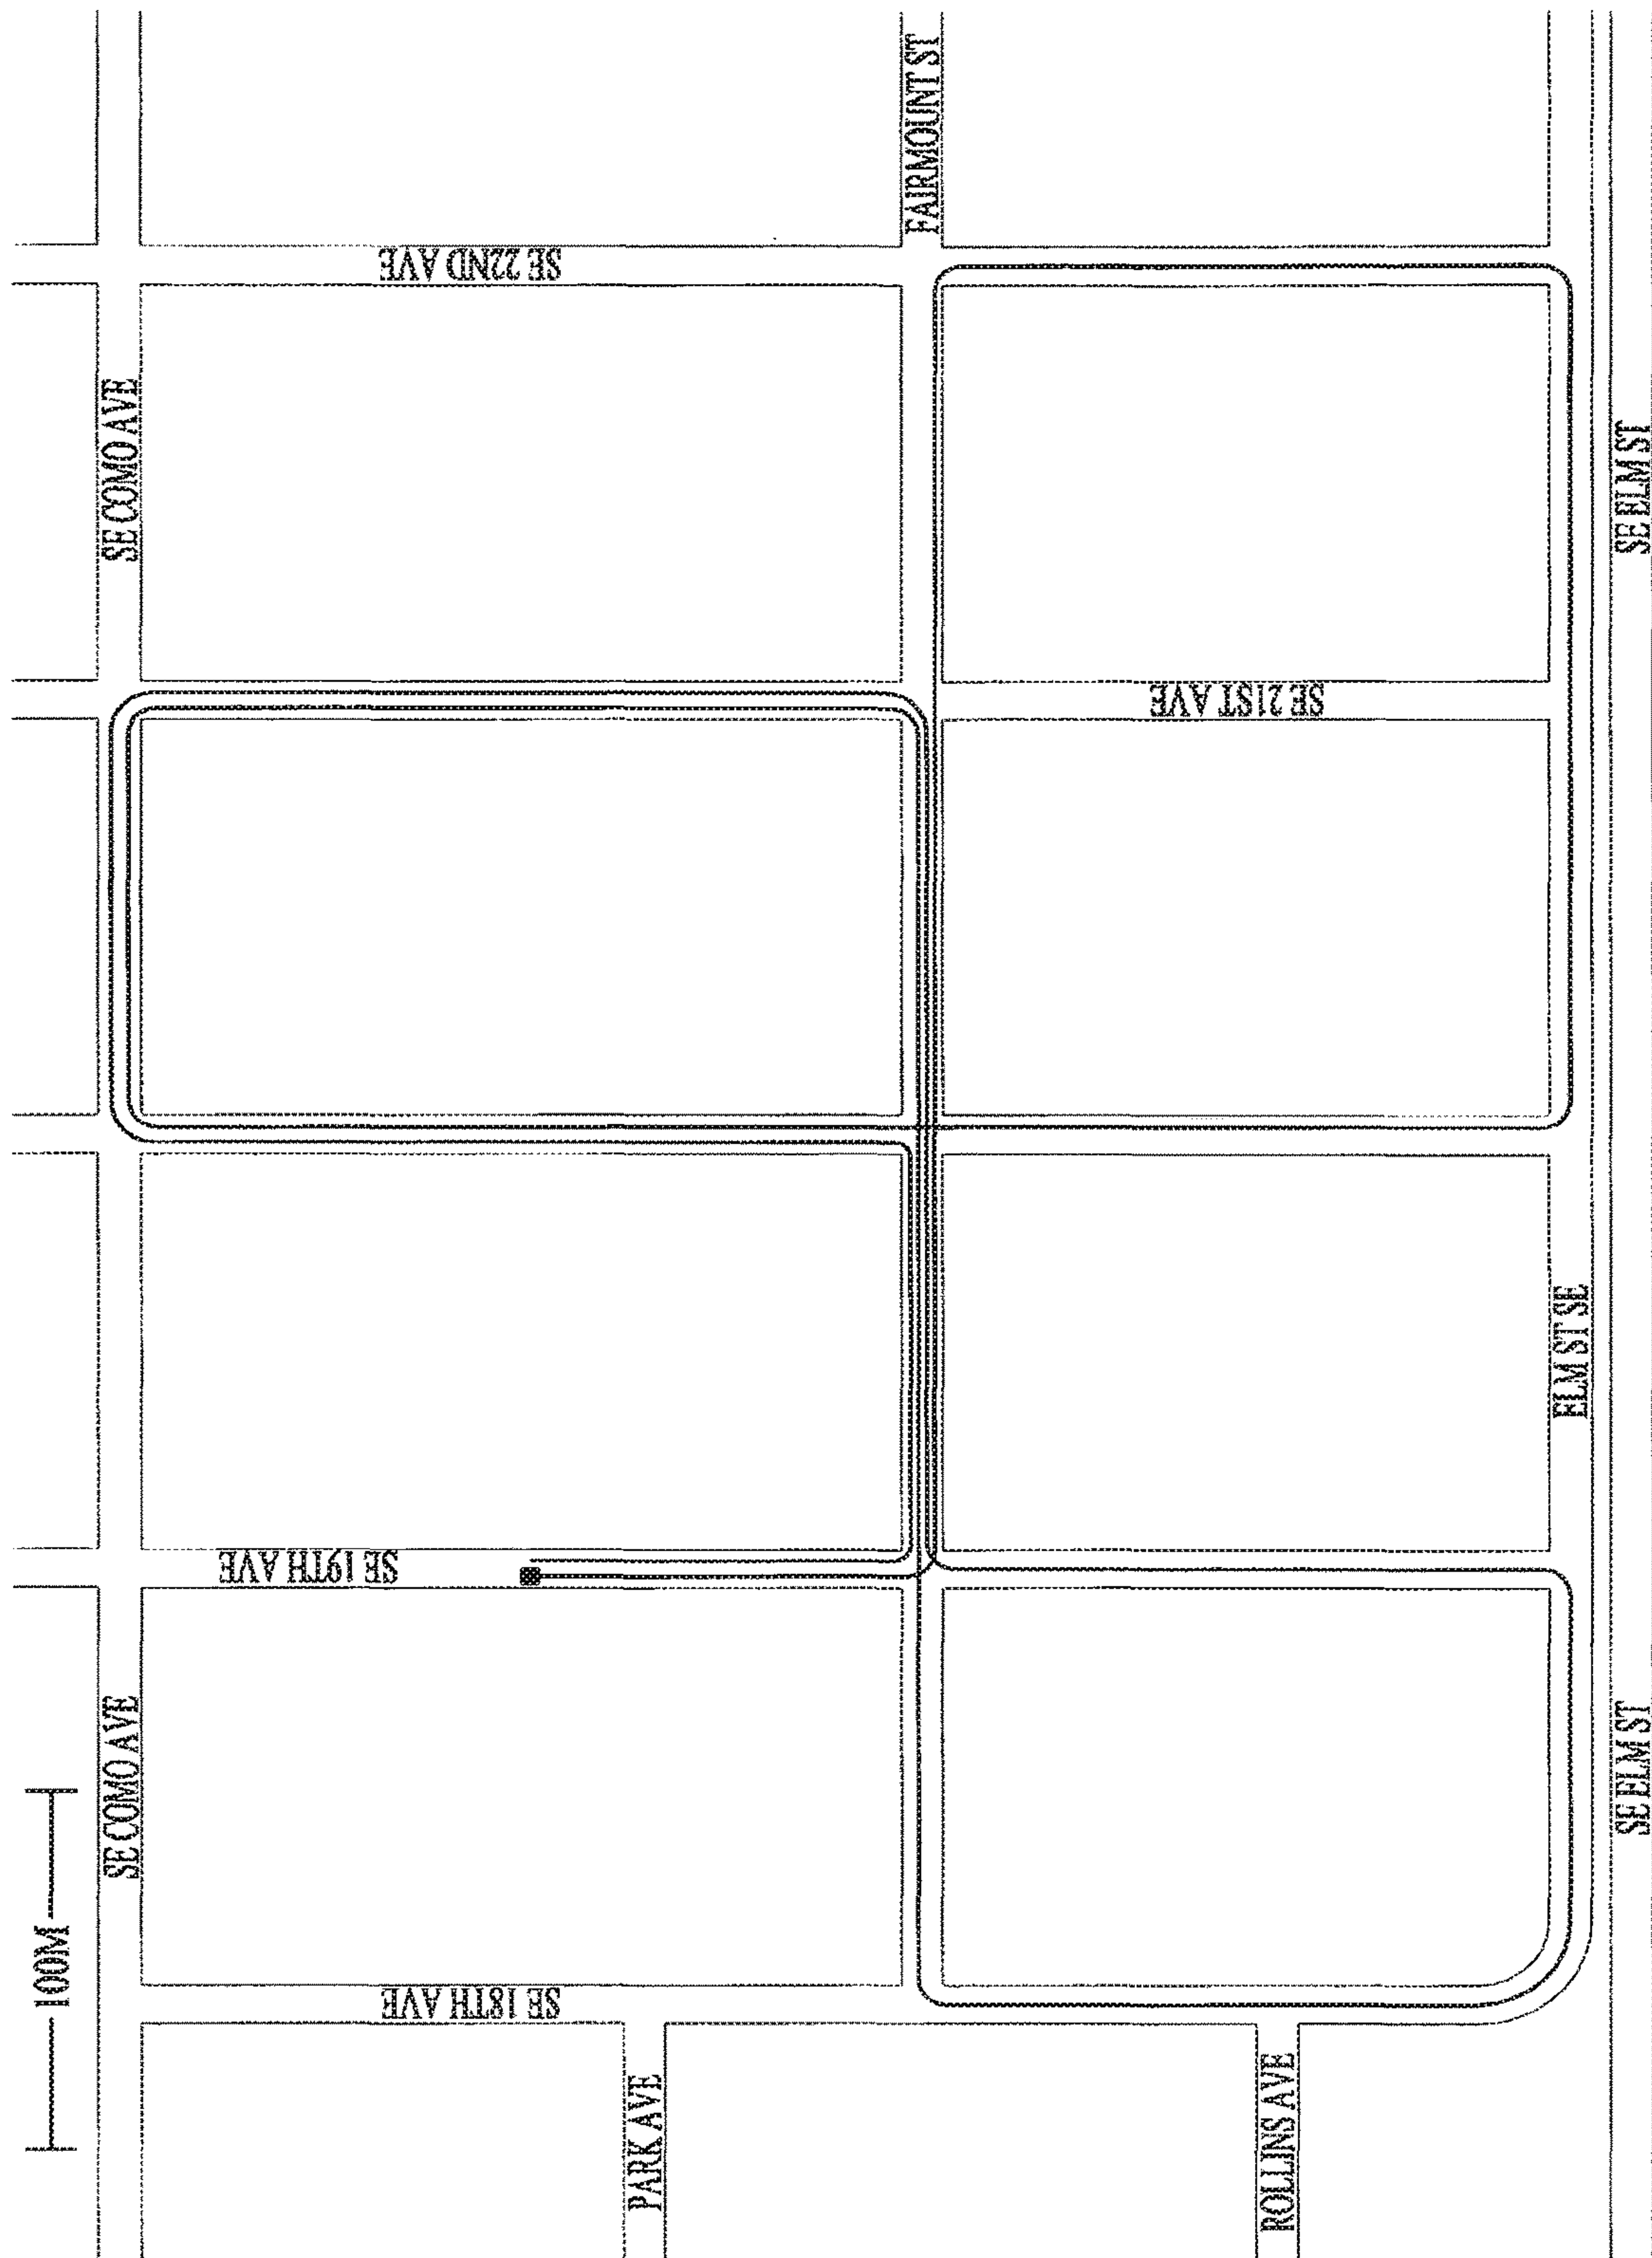 FAIRMOUNT ST
SE 22ND AVE
SE COMO AVE
SE ELM ST
SE 21ST AVE
ELM ST SE
SE 19TH AVE
SE COMO AVE
SE ELM ST
100M
SE 18TH AVE
PARK AVE
ROLLINS AVE